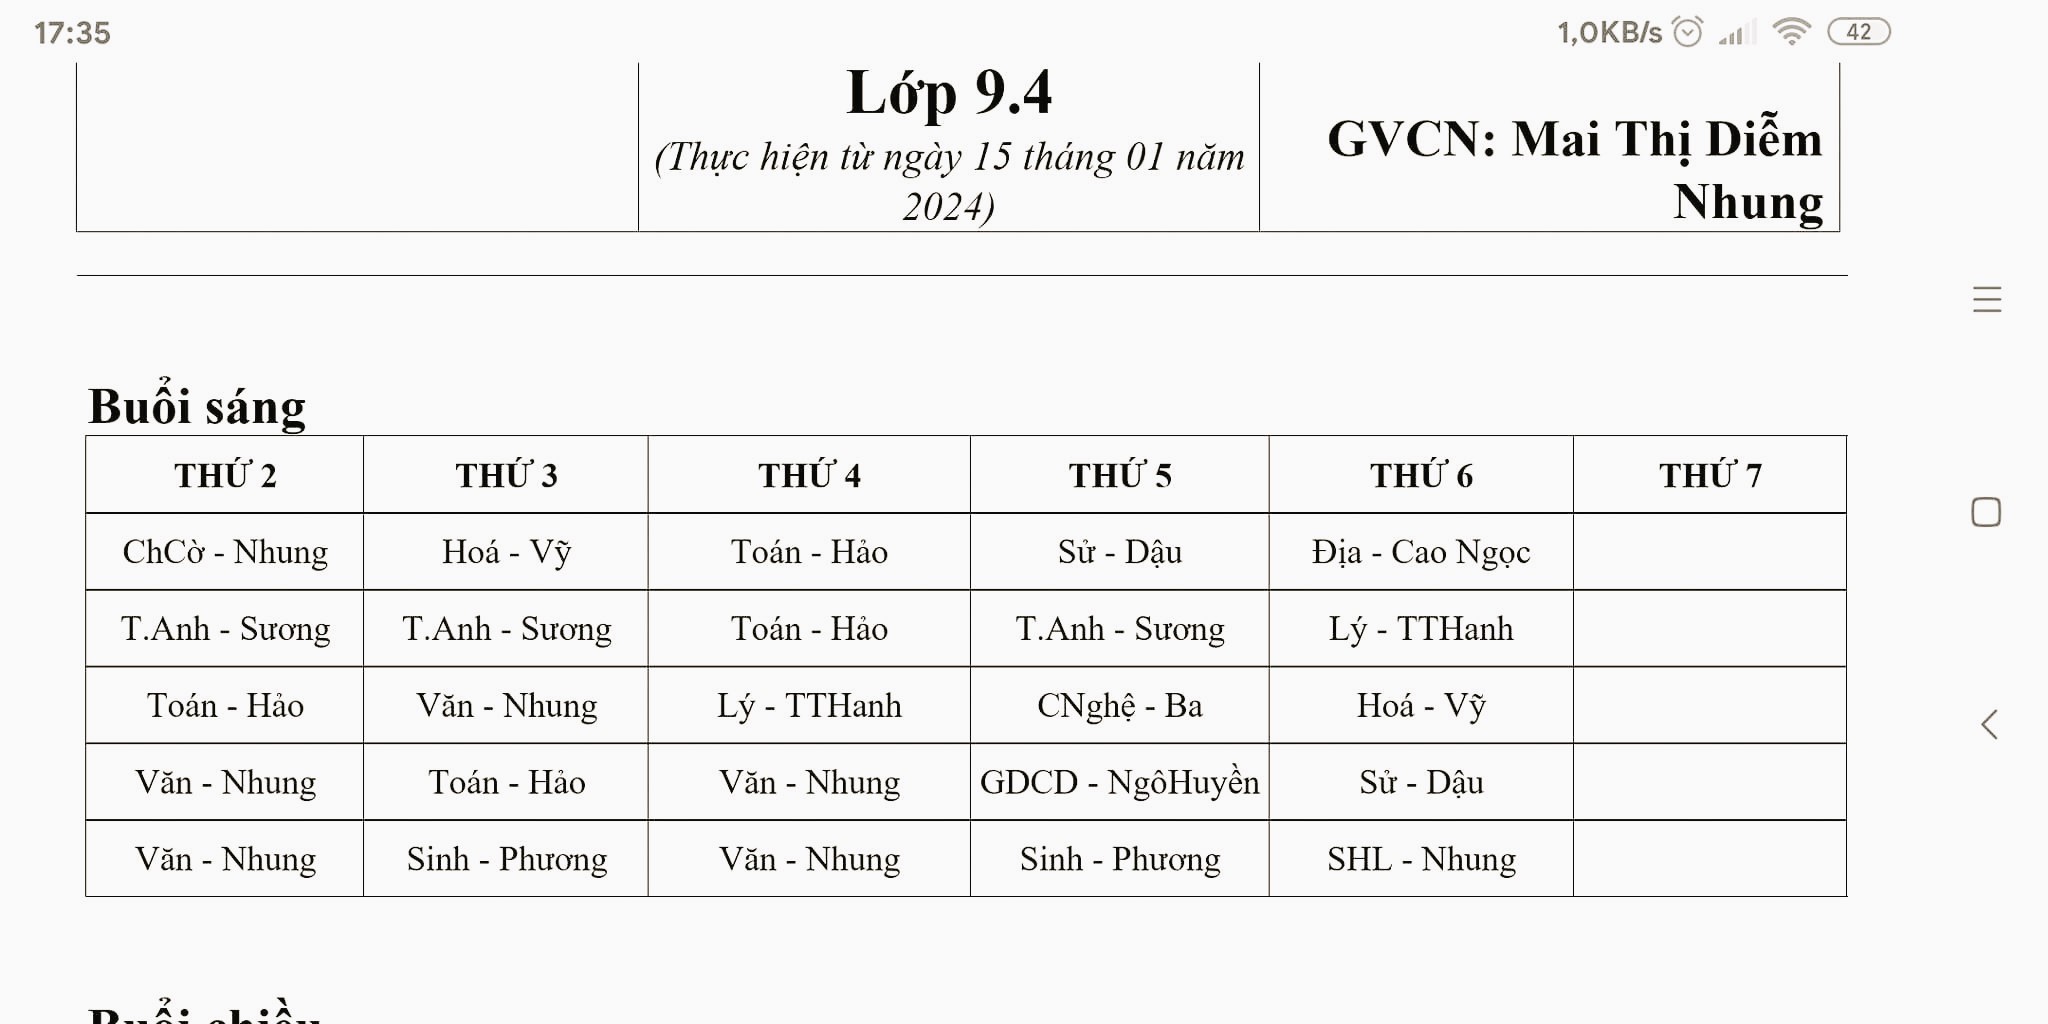 17:35
1,0KB/s
42
Lớp 9.4
(Thực hiện từ ngày 15 tháng 01 năm
2024)
GVCN: Mai Thị Diễm
Nhung
Buổi sáng
THỨ 2 THỨ 3 THỨ 4 THỨ 5 THỨ 6 THỨ 7
ChCờ - Nhung Hoá - Vỹ Toán - Hảo Sử - Dậu Địa - Cao Ngọc
T.Anh - Sương T.Anh - Sương Toán - Hảo T.Anh - Sương Lý - TTHanh
Toán - Hảo Văn - Nhung Lý - TTHanh CNghệ - Ba Hoá - Vỹ
Văn - Nhung Toán - Hảo Văn - Nhung GDCD - NgôHuyền Sử - Dậu
Văn - Nhung Sinh - Phương Văn - Nhung Sinh - Phương SHL - Nhung
Buổi chiều